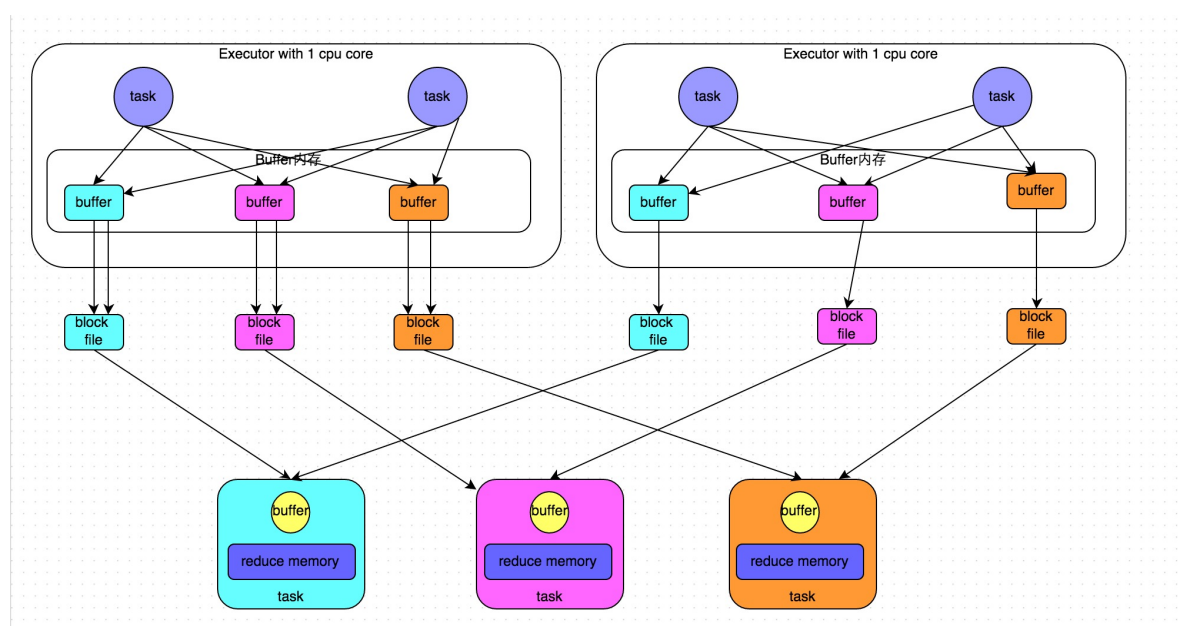 Executor with 1 cpu core
Executor with 1 cpu core
task
task
task
task
Buffer内存
Buffer内存
buffer
buffer
buffer
buffer
buffer
buffer
block
file
block
file
block
file
block
file
block
file
block
file
buffer
buffer
buffer
reduce memory
reduce memory
reduce memory
task
task
task